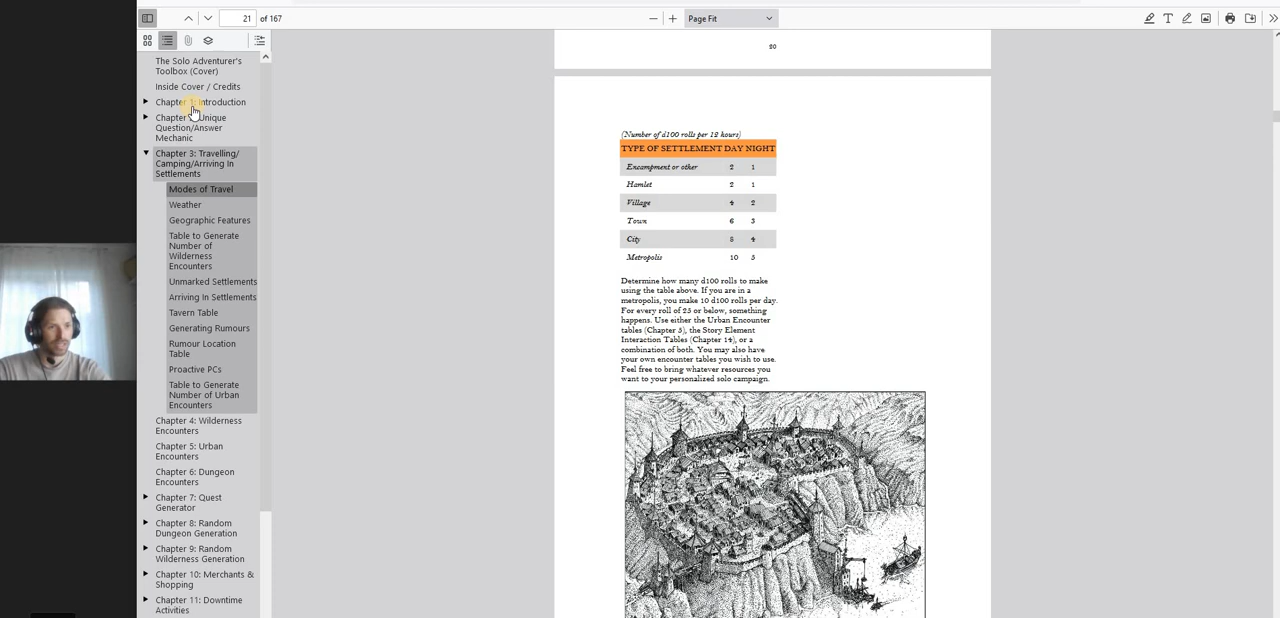 21 of 167
Page Fit
The Solo Adventurer's
Toolbox (Cover)
Inside Cover / Credits
Chapter 1: Introduction
Chapter 2: Unique
Question/Answer
Mechanic
Chapter 3: Travelling/
Camping/Arriving In
Settlements
Modes of Travel
Weather
Geographic Features
Table to Generate
Number of
Wilderness
Encounters
Unmarked Settlements
Arriving In Settlements
Tavern Table
Generating Rumours
Rumour Location
Table
Proactive PCs
Table to Generate
Number of Urban
Encounters
Chapter 4: Wilderness
Encounters
Chapter 5: Urban
Encounters
Chapter 6: Dungeon
Encounters
Chapter 7: Quest
Generator
Chapter 8: Random
Dungeon Generation
Chapter 9: Random
Wilderness Generation
Chapter 10: Merchants &
Shopping
Chapter 11: Downtime
Activities
20
(Number of d100 rolls per 12 hours)
TYPE OF SETTLEMENT DAY NIGHT
Encampment or other 2 1
Hamlet 2 1
Village 4 2
Town 6 3
City 8 4
Metropolis 10 5
Determine how many d100 rolls to make
using the table above. If you are in a
metropolis, you make 10 d100 rolls per day.
For every roll of 25 or below, something
happens. Use either the Urban Encounter
tables (Chapter 5), the Story Element
Interaction Tables (Chapter 14), or a
combination of both. You may also have
your own encounter tables you wish to use.
Feel free to bring whatever resources you
want to your personalized solo campaign.